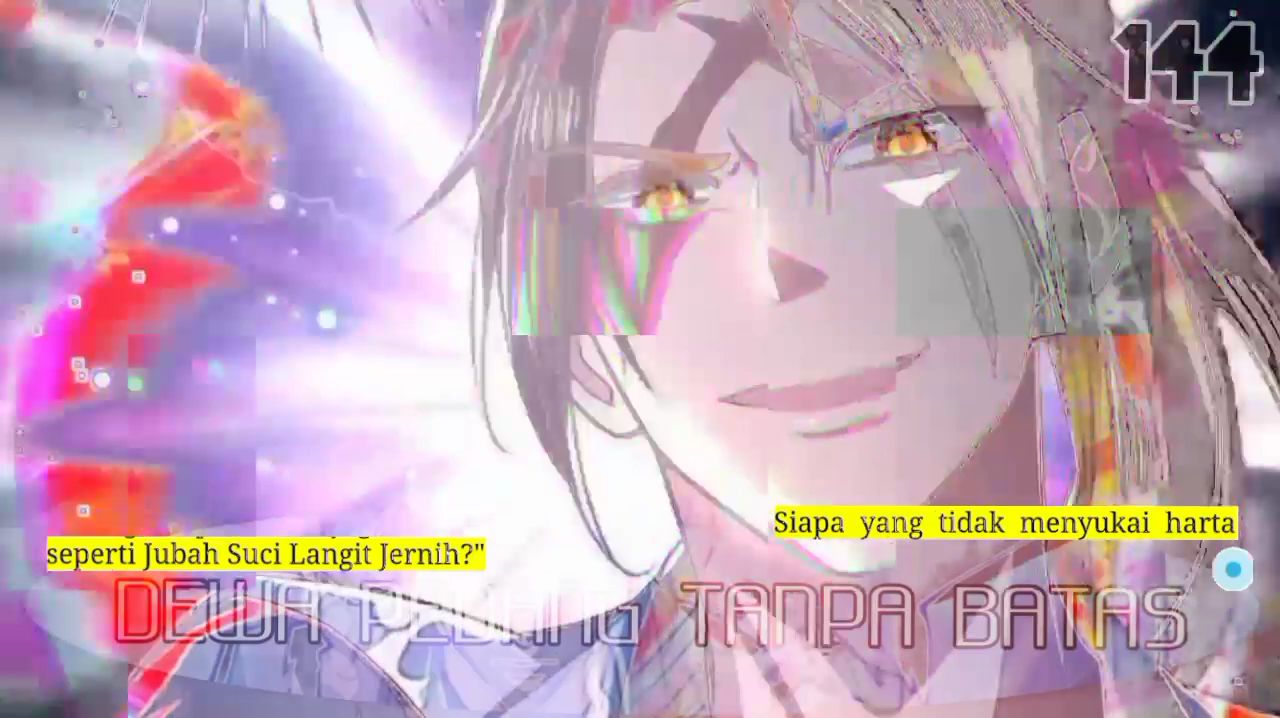 144
Siapa yang tidak menyukai harta
seperti Jubah Suci Langit Jernih?"
DEWA PEDANG TANPA BATAS